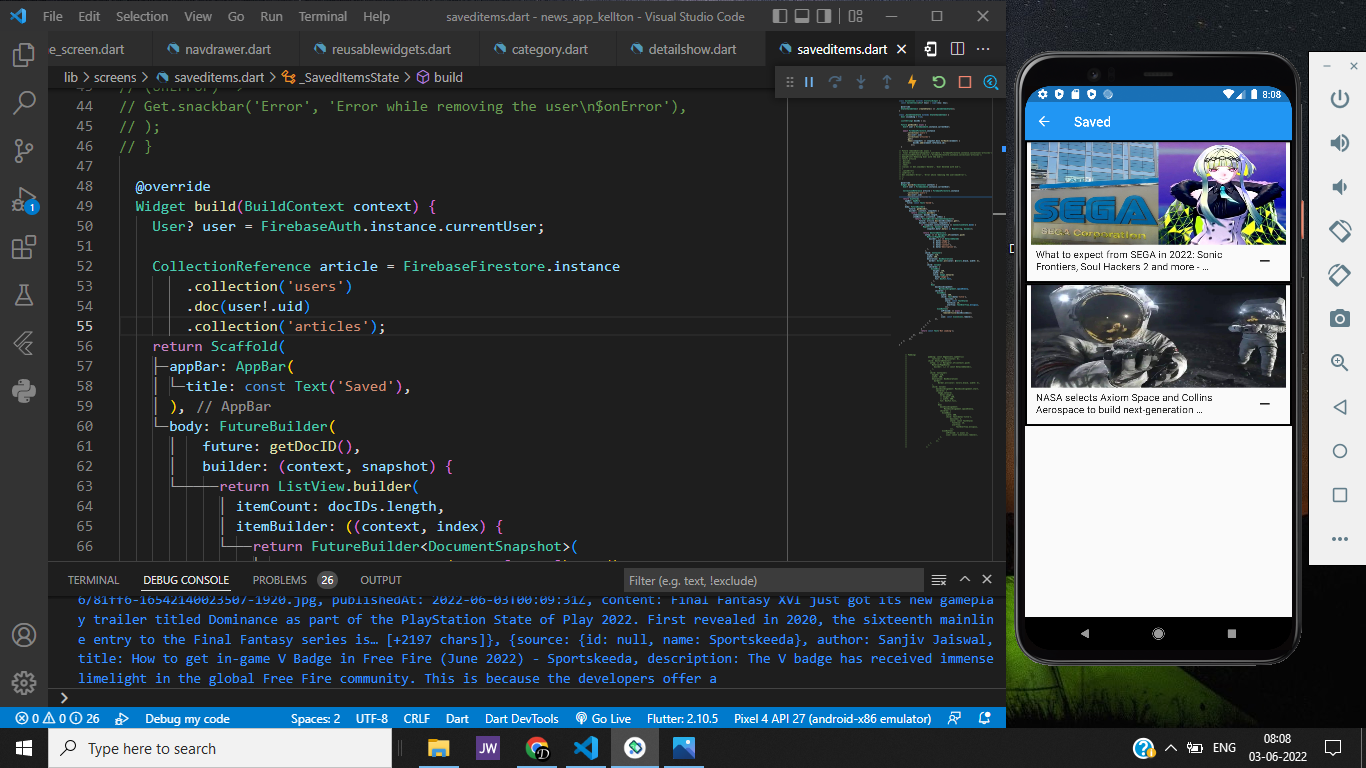 File Edit Selection View Go Run Terminal Help saveditems.dart - news_app_kellton - Visual Studio Code
e_screen.dart navdrawer.dart reusablewidgets.dart category.dart detailshow.dart saveditems.dart
lib > screens > saveditems.dart > _SavedItemsState > build
44 // Get.snackbar('Error', 'Error while removing the user\n$onError'),
45 // );
46 // }
47
48 @override
49 Widget build(BuildContext context) {
50 User? user = FirebaseAuth.instance.currentUser;
51
52 CollectionReference article = FirebaseFirestore.instance
53 .collection('users')
54 .doc(user!.uid)
55 .collection('articles');
56 return Scaffold(
57 appBar: AppBar(
58 title: const Text('Saved'),
59 ), // AppBar
60 body: FutureBuilder(
61 future: getDocID(),
62 builder: (context, snapshot) {
63 return ListView.builder(
64 itemCount: docIDs.length,
65 itemBuilder: ((context, index) {
66 return FutureBuilder<DocumentSnapshot>(
1
TERMINAL DEBUG CONSOLE PROBLEMS 26 OUTPUT Filter (e.g. text, !exclude)
6/81ff6-16542140023507-1920.jpg, publishedAt: 2022-06-03T00:09:31Z, content: Final Fantasy XVI just got its new gamepla
y trailer titled Dominance as part of the PlayStation State of Play 2022. First revealed in 2020, the sixteenth mainlin
e entry to the Final Fantasy series is… [+2197 chars]}, {source: {id: null, name: Sportskeeda}, author: Sanjiv Jaiswal,
title: How to get in-game V Badge in Free Fire (June 2022) - Sportskeeda, description: The V badge has received immense
limelight in the global Free Fire community. This is because the developers offer a
0 0 26 Debug my code Spaces: 2 UTF-8 CRLF Dart Dart DevTools Go Live Flutter: 2.10.5 Pixel 4 API 27 (android-x86 emulator)
8:08
Saved
SEGA
SEGA Corporation
What to expect from SEGA in 2022: Sonic
Frontiers, Soul Hackers 2 and more - ...
NASA selects Axiom Space and Collins
Aerospace to build next-generation ...
Type here to search
JW
D
ENG
08:08
03-06-2022